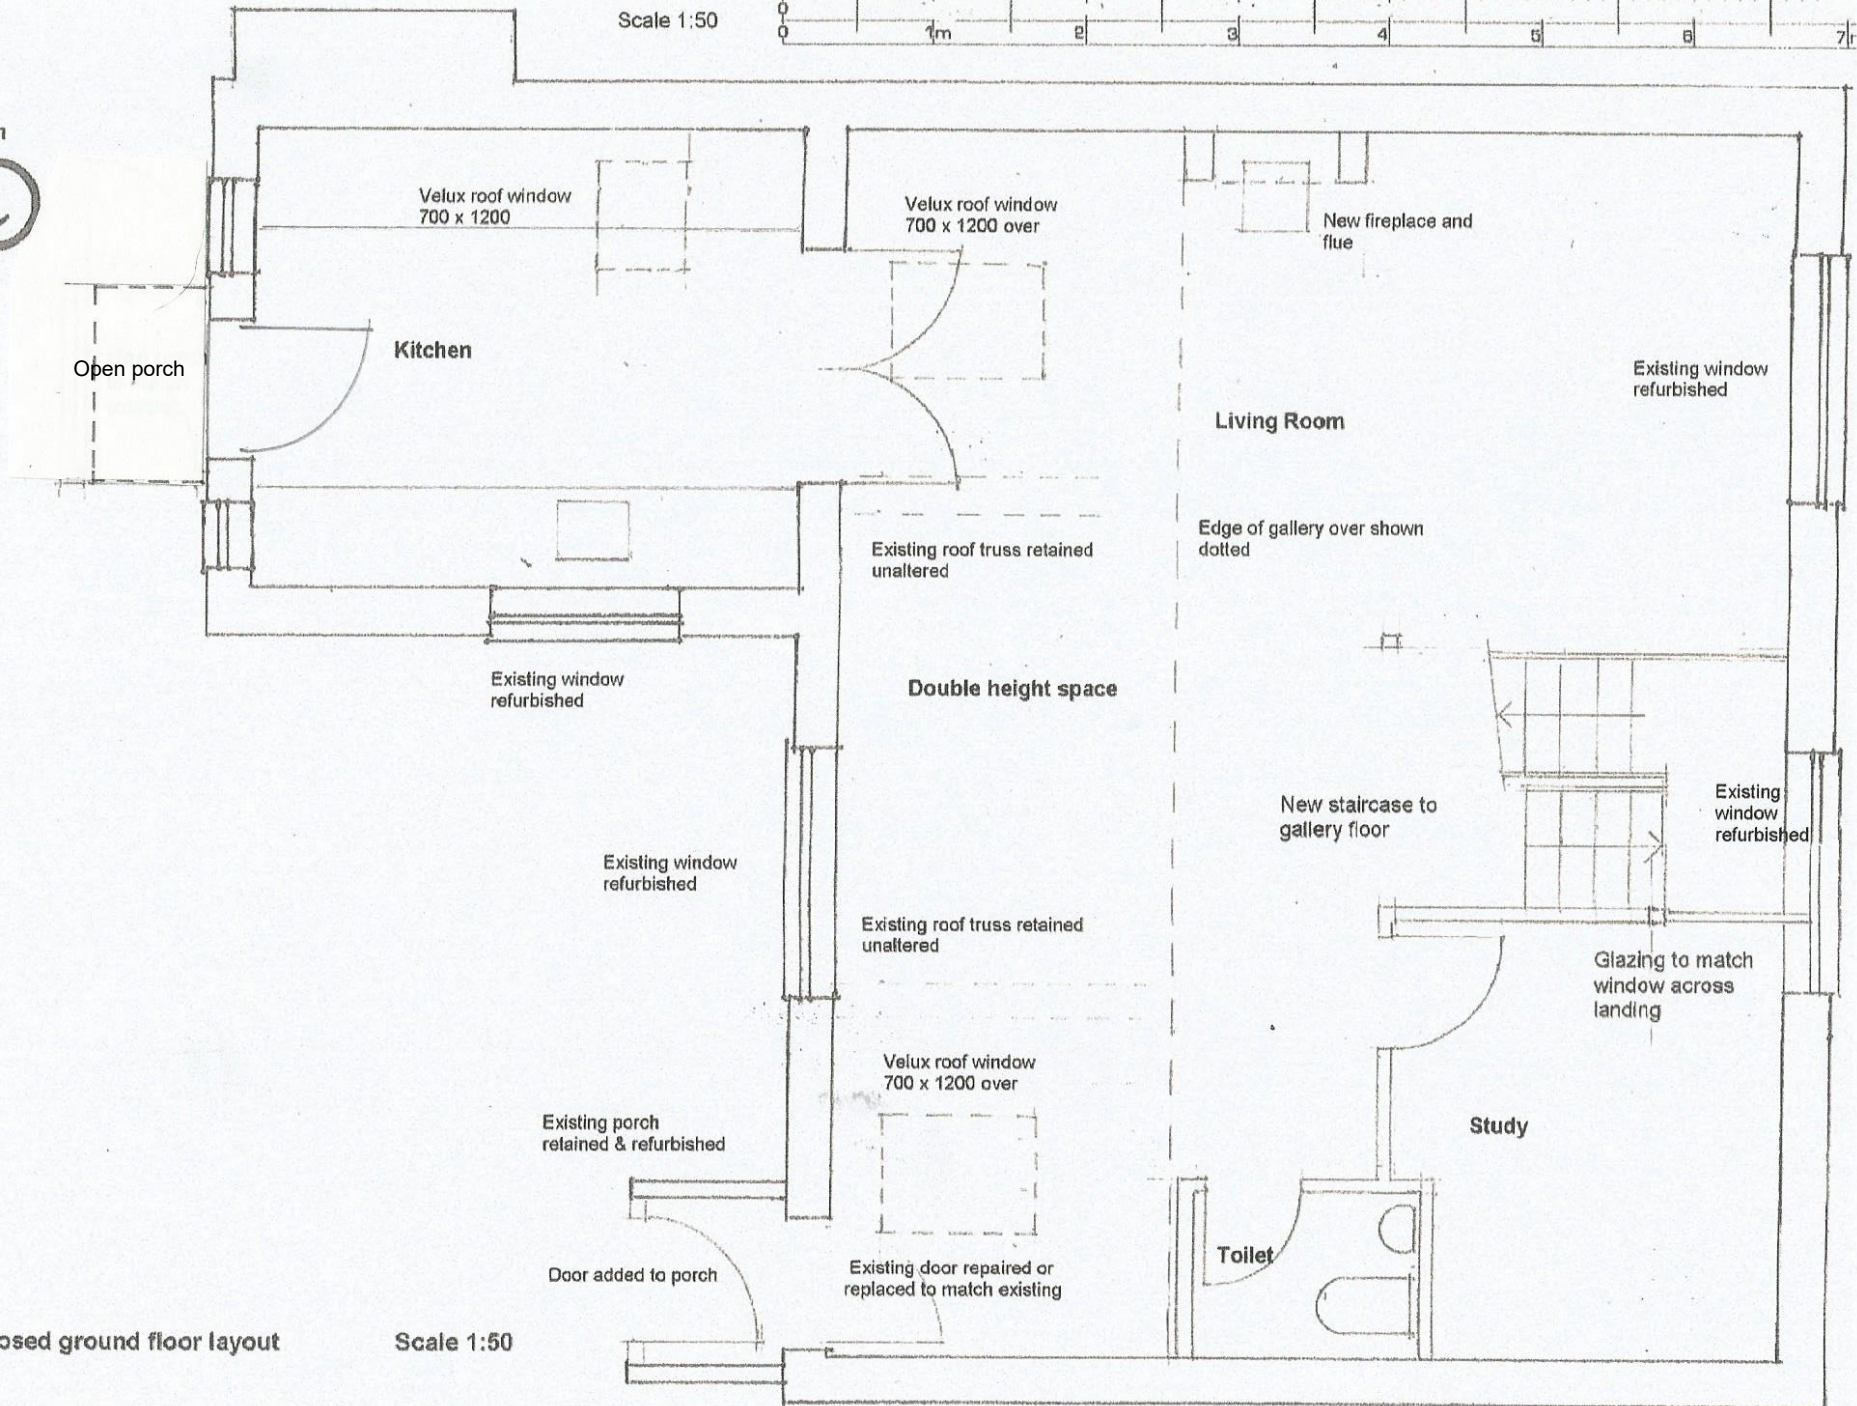 Scale 1:50
0
0 1m 2 3 4 5 6 7
Velux roof window
700 x 1200
Velux roof window
700 x 1200 over
New fireplace and
flue
Open porch
Kitchen
Existing window
refurbished
Living Room
Edge of gallery over shown
dotted
Existing roof truss retained
unaltered
Existing window
refurbished
Double height space
New staircase to
gallery floor
Existing
window
refurbished
Existing window
refurbished
Existing roof truss retained
unaltered
Glazing to match
window across
landing
Velux roof window
700 x 1200 over
Existing porch
retained & refurbished
Study
Toilet
Door added to porch
Existing door repaired or
replaced to match existing
osed ground floor layout
Scale 1:50